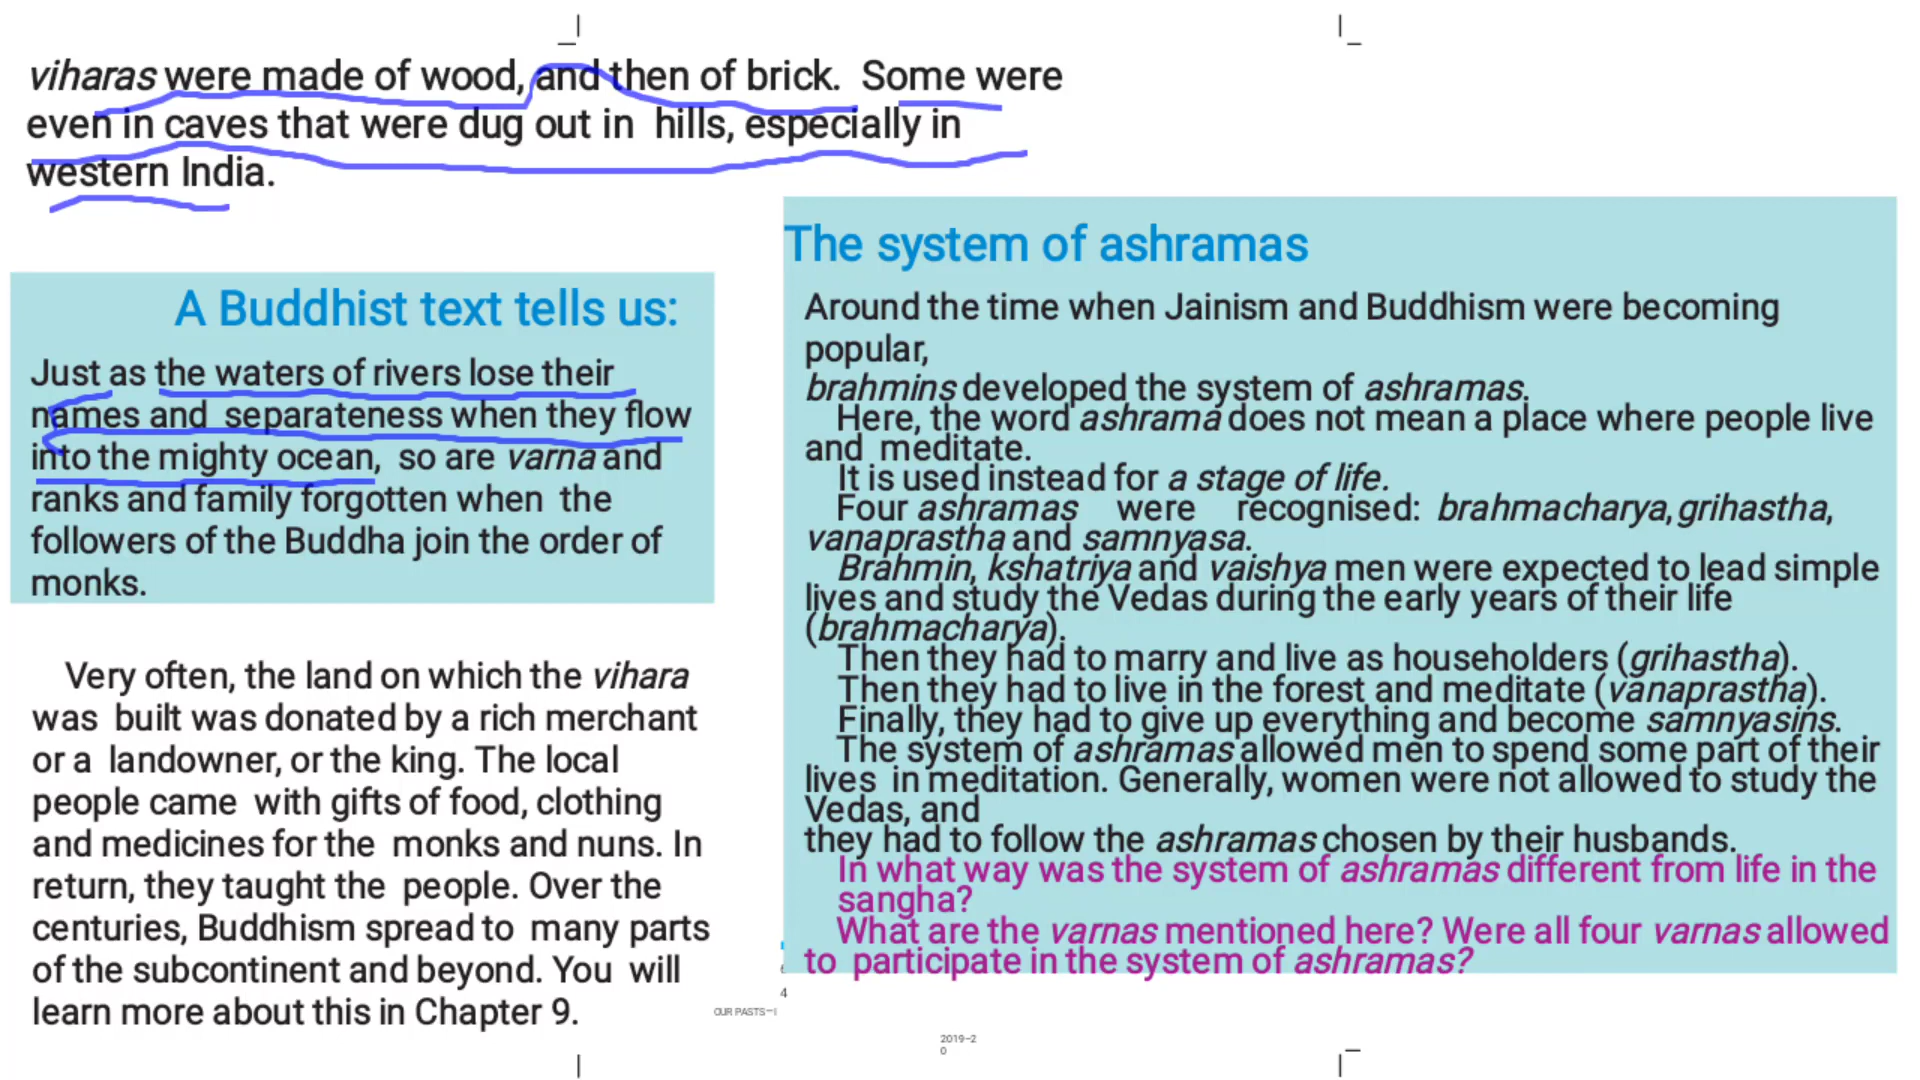 viharas were made of wood, and then of brick. Some were
even in caves that were dug out in hills, especially in
western India.
A Buddhist text tells us:
Just as the waters of rivers lose their
names and separateness when they flow
into the mighty ocean, so are varna and
ranks and family forgotten when the
followers of the Buddha join the order of
monks.
Very often, the land on which the vihara
was built was donated by a rich merchant
or a landowner, or the king. The local
people came with gifts of food, clothing
and medicines for the monks and nuns. In
return, they taught the people. Over the
centuries, Buddhism spread to many parts
of the subcontinent and beyond. You will
learn more about this in Chapter 9.
The system of ashramas
Around the time when Jainism and Buddhism were becoming
popular,
brahmins developed the system of ashramas.
Here, the word ashrama does not mean a place where people live
and meditate.
It is used instead for a stage of life.
Four ashramas were recognised: brahmacharya, grihastha,
vanaprastha and samnyasa.
Brahmin, kshatriya and vaishya men were expected to lead simple
lives and study the Vedas during the early years of their life
(brahmacharya).
Then they had to marry and live as householders (grihastha).
Then they had to live in the forest and meditate (vanaprastha).
Finally, they had to give up everything and become samnyasins.
The system of ashramas allowed men to spend some part of their
lives in meditation. Generally, women were not allowed to study the
Vedas, and
they had to follow the ashramas chosen by their husbands.
In what way was the system of ashramas different from life in the
sangha?
What are the varnas mentioned here? Were all four varnas allowed
to participate in the system of ashramas?
4
OUR PASTS–I
2019–2
0